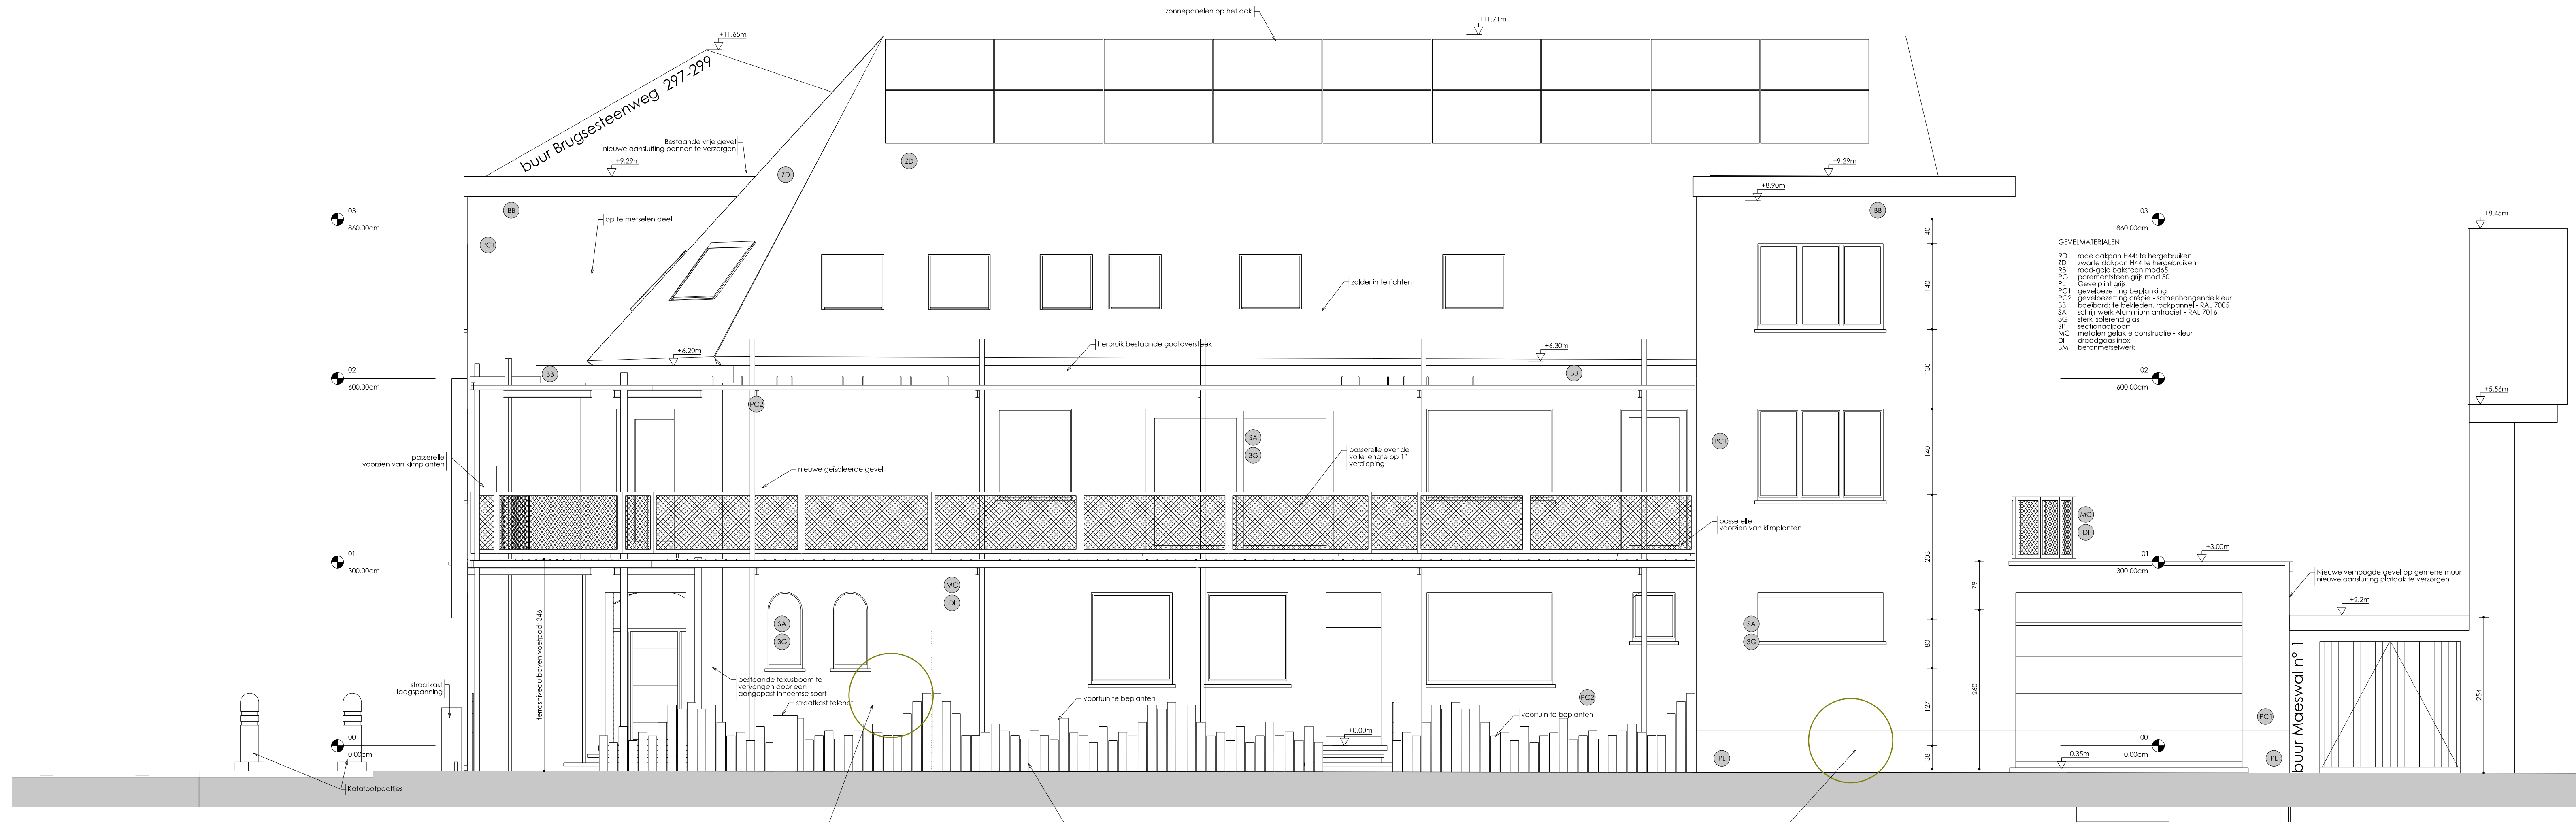 zonnepanelen op het dak
+11.71m
+11.65m
buur Brugsesteenweg 297-299
Bestaande vrije gevel
nieuwe aansluiting pannen te verzorgen
+9.29m
ZD
ZD
+9.29m
+8.90m
BB
BB
03
860.00cm
op te metselen deel
PC1
40
03
860.00cm
+8.45m
GEVELMATERIALEN
RD rode dakpan H44: te hergebruiken
ZD zwarte dakpan H44 te hergebruiken
RB rood-gele baksteen mod65
PG parementsteen grijs mod 50
PL Gevelplint grijs
PC1 gevelbezetting beplanking
PC2 gevelbezetting crépie - samenhangende kleur
BB boeibord: te bekleden, rockpannel - RAL 7005
SA schrijnwerk Aluminium antraciet - RAL 7016
3G sterk isolerend glas
SP sectionaalpoort
MC metalen gelakte constructie - kleur
DI draadgaas inox
BM betonmetselwerk
zolder in te richten
140
herbruik bestaande gootoversteek
+6.20m
+6.30m
BB
BB
130
02
600.00cm
02
600.00cm
+5.56m
PC2
SA
3G
PC1
passerelle
voorzien van klimplanten
nieuwe geïsoleerde gevel
passerelle over de
volle lengte op 1°
verdieping
140
passerelle
voorzien van klimplanten
MC
DI
01
300.00cm
203
01
300.00cm
+3.00m
Nieuwe verhoogde gevel op gemene muur
nieuwe aansluiting platdak te verzorgen
MC
DI
79
+2.2m
terrasniveau boven voetpad: 346
SA
3G
SA
3G
80
buur Maeswal n° 1
straatkast
laagspanning
bestaande taxusboom te
vervangen door een
aangepast inheemse soort
straatkast telenet
voortuin te beplanten
PC2
voortuin te beplanten
260
254
127
PC1
+0.00m
00
0.00cm
00
0.00cm
-0.35m
38
PL
PL
Katafootpaaltjes